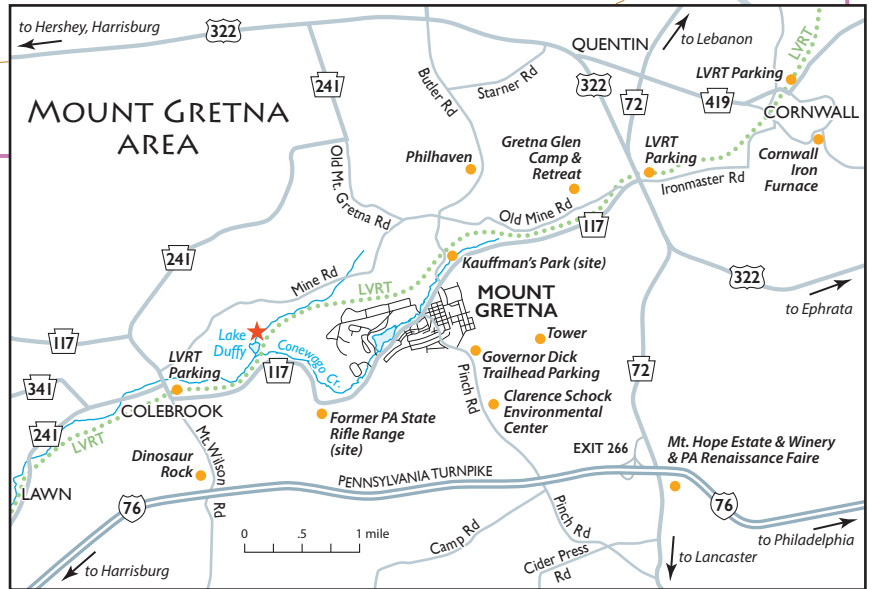 to Hershey, Harrisburg
322
QUENTIN
to Lebanon
LVRT
LVRT Parking
MOUNT GRETNA
AREA
241
Butler Rd
Starner Rd
322
72
419
CORNWALL
Old Mt. Gretna Rd
Philhaven
Gretna Glen
Camp &
Retreat
LVRT
Parking
Cornwall
Iron
Furnace
Ironmaster Rd
Old Mine Rd
117
241
Mine Rd
LVRT
Kauffman's Park (site)
322
to Ephrata
MOUNT
GRETNA
117
Lake
Duffy
Conewago Cr.
Tower
LVRT
Parking
117
Governor Dick
Trailhead Parking
72
341
Pinch Rd
Clarence Schock
Environmental
Center
COLEBROOK
Former PA State
Rifle Range
(site)
241
LVRT
Mt. Wilson
Rd
Dinosaur
Rock
EXIT 266
Mt. Hope Estate & Winery
& PA Renaissance Faire
LAWN
PENNSYLVANIA TURNPIKE
76
76
Pinch Rd
0 .5 1 mile
Camp Rd
to Philadelphia
Cider Press
Rd
to Lancaster
to Harrisburg